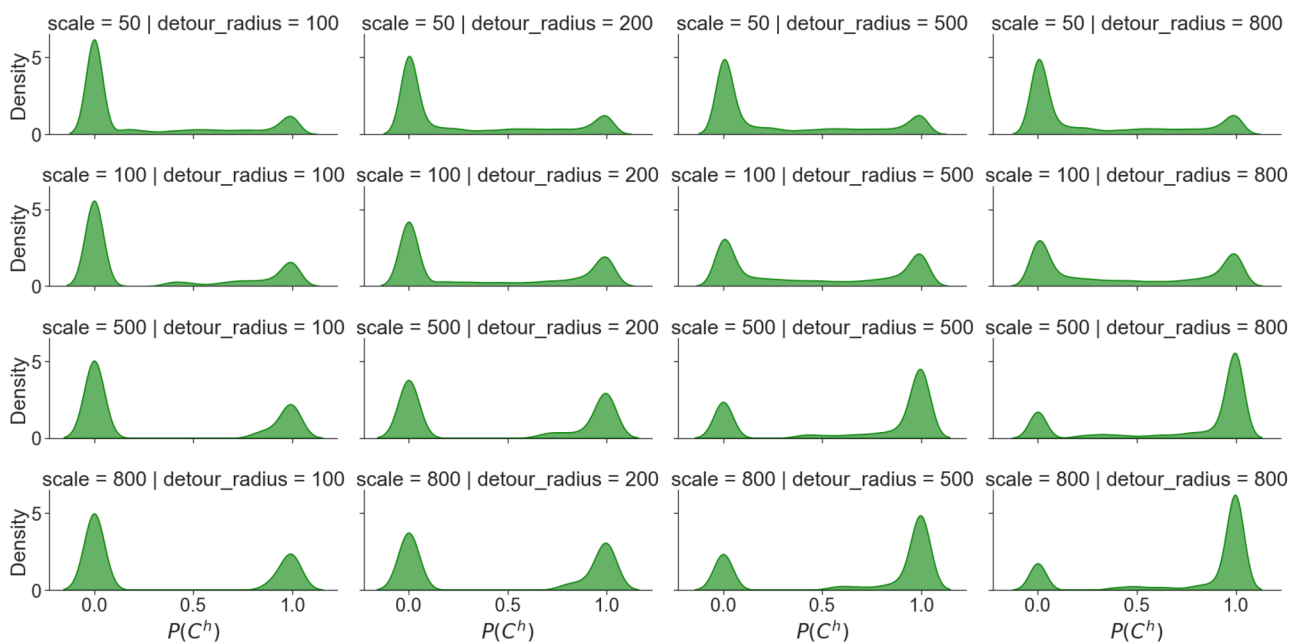 scale = 50 | detour_radius = 100
scale = 50 | detour_radius = 200
scale = 50 | detour_radius = 500
scale = 50 | detour_radius = 800
Density
5
0
scale = 100 | detour_radius = 100
scale = 100 | detour_radius = 200
scale = 100 | detour_radius = 500
scale = 100 | detour_radius = 800
Density
5
0
scale = 500 | detour_radius = 100
scale = 500 | detour_radius = 200
scale = 500 | detour_radius = 500
scale = 500 | detour_radius = 800
Density
5
0
scale = 800 | detour_radius = 100
scale = 800 | detour_radius = 200
scale = 800 | detour_radius = 500
scale = 800 | detour_radius = 800
Density
5
0
0.0 0.5 1.0
0.0 0.5 1.0
0.0 0.5 1.0
0.0 0.5 1.0
P(Cʰ)
P(Cʰ)
P(Cʰ)
P(Cʰ)